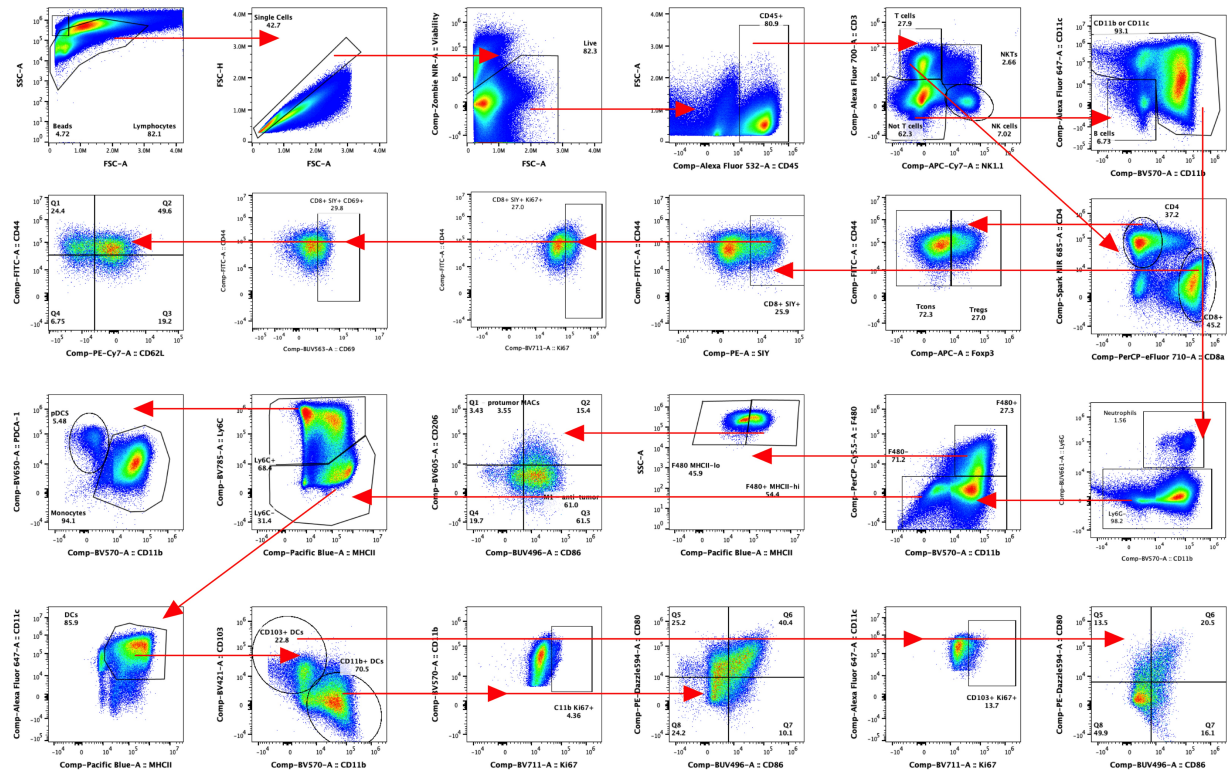 SSC-A
Beads
4.72
Lymphocytes
82.1
FSC-A
FSC-H
Single Cells
42.7
FSC-A
Comp-Zombie NIR-A :: Viability
Live
82.3
FSC-A
FSC-A
CD45+
80.9
Comp-Alexa Fluor 532-A :: CD45
Comp-Alexa Fluor 700-A :: CD3
T cells
27.9
NKTs
2.66
Not T cells
62.3
NK cells
7.02
Comp-APC-Cy7-A :: NK1.1
Comp-Alexa Fluor 647-A :: CD11c
CD11b or CD11c
93.1
B cells
6.73
Comp-BV570-A :: CD11b
Comp-FITC-A :: CD44
Q1
24.4
Q2
49.6
Q4
6.75
Q3
19.2
Comp-PE-Cy7-A :: CD62L
Comp-FITC-A :: CD44
CD8+ SIY+ CD69+
29.8
Comp-BUV563-A :: CD69
Comp-FITC-A :: CD44
CD8+ SIY+ Ki67+
27.0
Comp-BV711-A :: Ki67
Comp-FITC-A :: CD44
CD8+ SIY+
25.9
Comp-PE-A :: SIY
Comp-FITC-A :: CD44
Tcons
72.3
Tregs
27.0
Comp-APC-A :: Foxp3
Comp-Spark NIR 685-A :: CD4
CD4
37.2
CD8+
45.2
Comp-PerCP-eFluor 710-A :: CD8a
Comp-BV650-A :: PDCA-1
pDCS
5.48
Monocytes
94.1
Comp-BV570-A :: CD11b
Comp-BV785-A :: Ly6C
Ly6C+
68.4
Ly6C-
31.4
Comp-Pacific Blue-A :: MHCII
Comp-BV605-A :: CD206
Q1
3.43
protumor MACs
3.55
Q2
15.4
M1 - anti-tumor
61.0
Q4
19.7
Q3
61.5
Comp-BUV496-A :: CD86
SSC-A
F480 MHCII-lo
45.9
F480+ MHCII-hi
54.4
Comp-Pacific Blue-A :: MHCII
Comp-PerCP-Cy5.5-A :: F480
F480+
27.3
F480-
71.2
Comp-BV570-A :: CD11b
Comp-BUV661-A :: Ly6G
Neutrophils
1.56
Ly6G-
98.2
Comp-BV570-A :: CD11b
Comp-Alexa Fluor 647-A :: CD11c
DCs
85.9
Comp-Pacific Blue-A :: MHCII
Comp-BV421-A :: CD103
CD103+ DCs
22.8
CD11b+ DCs
70.5
Comp-BV570-A :: CD11b
Comp-BV570-A :: CD11b
C11b Ki67+
4.36
Comp-BV711-A :: Ki67
Comp-PE-Dazzle594-A :: CD80
Q5
25.2
Q6
40.4
Q8
24.2
Q7
10.1
Comp-BUV496-A :: CD86
Comp-Alexa Fluor 647-A :: CD11c
CD103+ Ki67+
13.7
Comp-BV711-A :: Ki67
Comp-PE-Dazzle594-A :: CD80
Q5
13.5
Q6
20.5
Q8
49.9
Q7
16.1
Comp-BUV496-A :: CD86